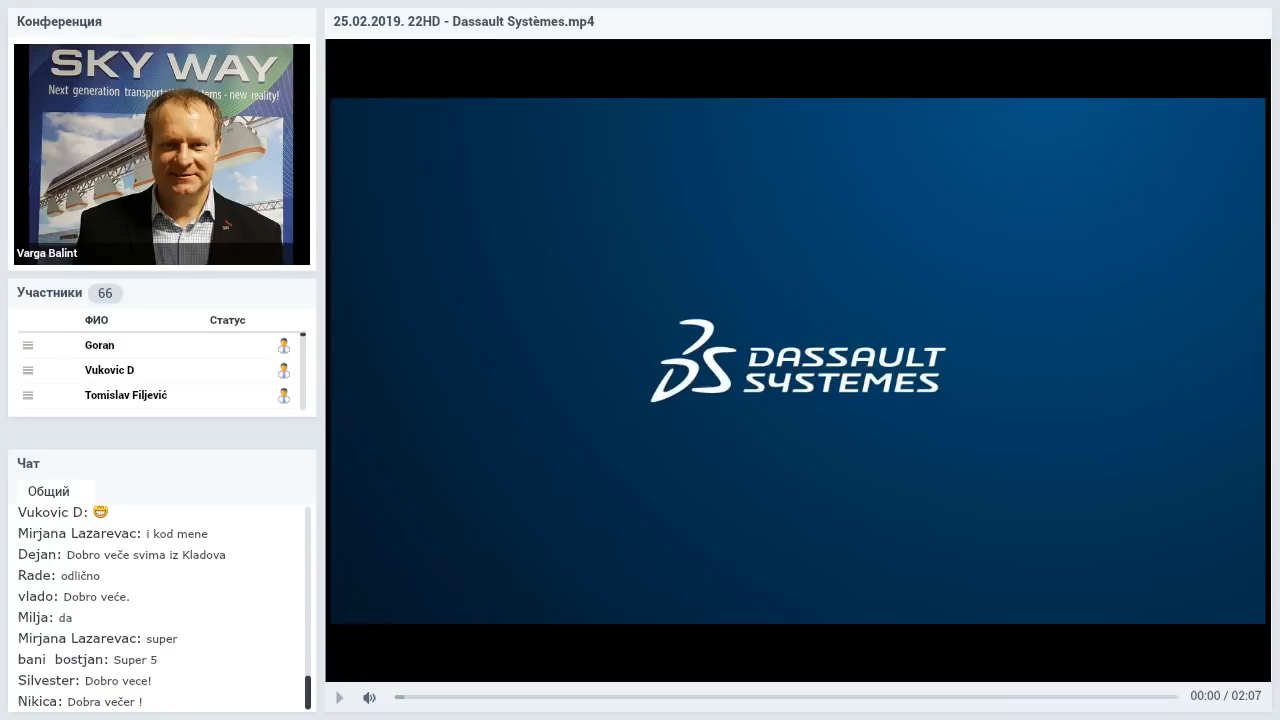 Конференция
SKY WAY
Next generation transportation systems - new reality!
Varga Balint
Участники 66
ФИО Статус
Goran
Vukovic D
Tomislav Filjević
Чат
Общий
Vukovic D: 😁
Mirjana Lazarevac: i kod mene
Dejan: Dobro veče svima iz Kladova
Rade: odlično
vlado: Dobro veće.
Milja: da
Mirjana Lazarevac: super
bani bostjan: Super 5
Silvester: Dobro vece!
Nikica: Dobra večer !
25.02.2019. 22HD - Dassault Systèmes.mp4
DASSAULT
SYSTEMES
00:00 / 02:07